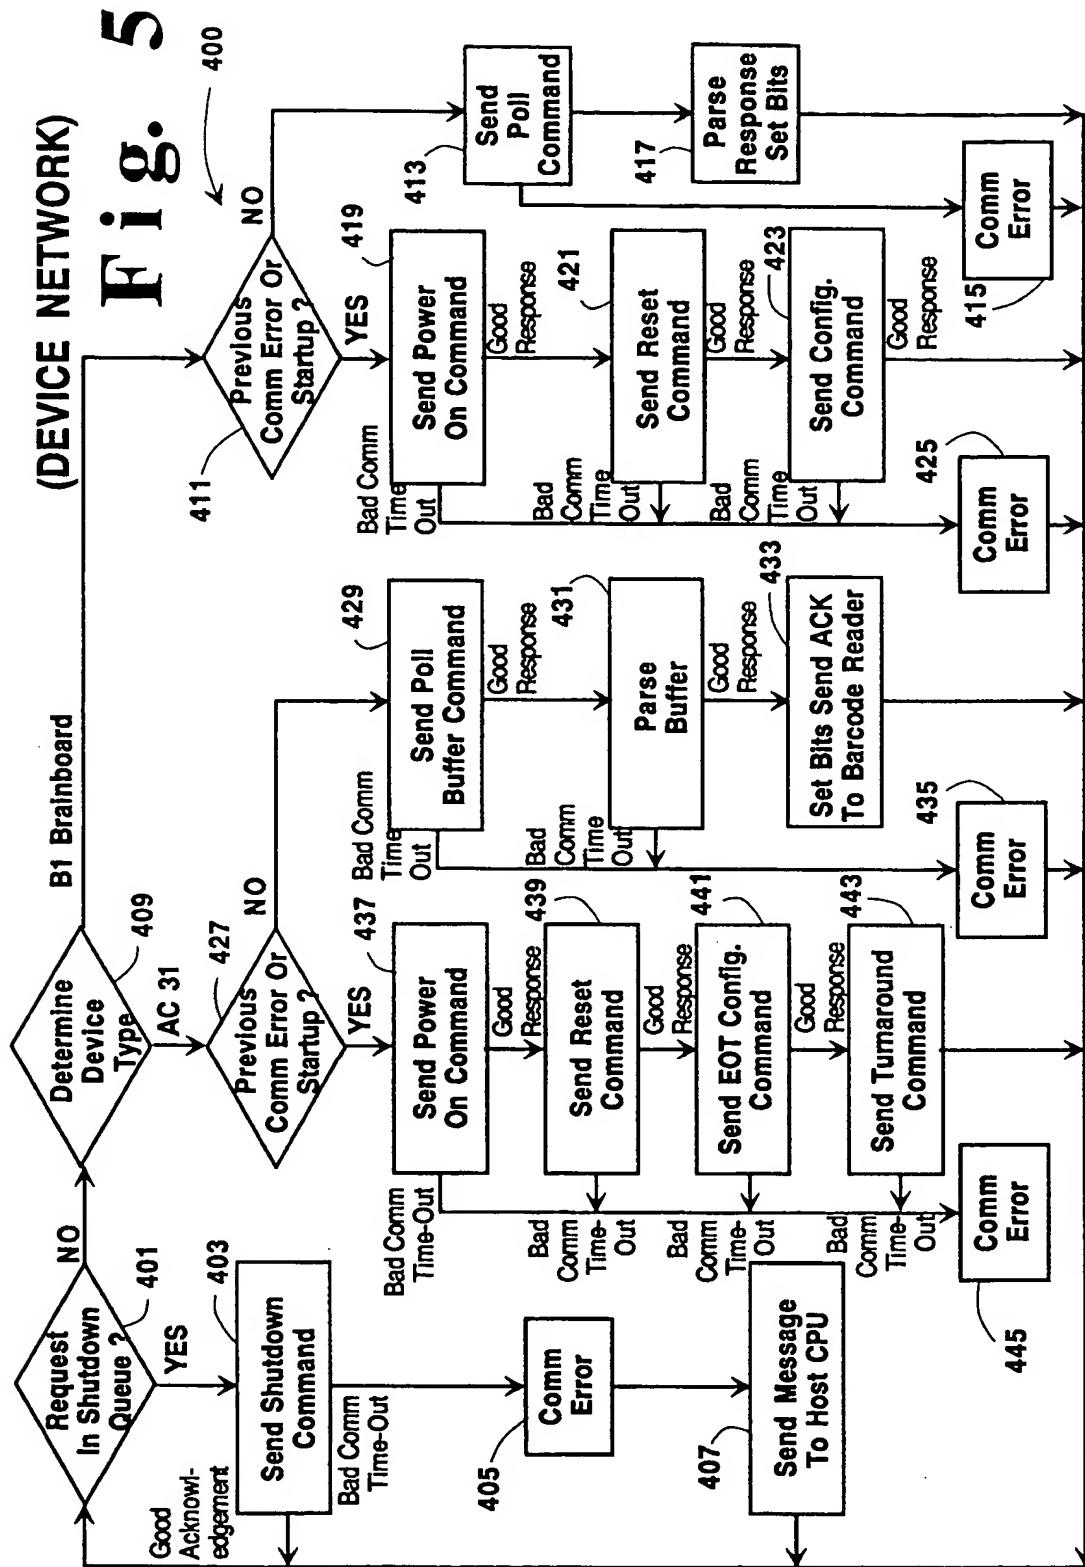 (DEVICE NETWORK)
Fig. 5
400
Request
In Shutdown
Queue ?
401
NO
YES
Good
Acknowl-
edgement
403
Send Shutdown
Command
Bad Comm
Time-Out
405
Comm
Error
407
Send Message
To Host CPU
Determine
Device
Type
409
B1 Brainboard
AC 31
427
Previous
Comm Error Or
Startup ?
NO
YES
437
Send Power
On Command
Bad Comm
Time-Out
Good
Response
439
Send Reset
Command
Bad
Comm
Time-
Out
Good
Response
441
Send EOT Config.
Command
Bad
Comm
Time-
Out
Good
Response
443
Send Turnaround
Command
Bad
Comm
Time-
Out
Comm
Error
445
429
Send Poll
Buffer Command
Bad Comm
Time
Out
Good
Response
431
Parse
Buffer
Bad
Comm
Time
Out
Good
Response
433
Set Bits Send ACK
To Barcode Reader
435
Comm
Error
411
Previous
Comm Error Or
Startup ?
NO
YES
419
Send Power
On Command
Bad Comm
Time
Out
Good
Response
421
Send Reset
Command
Bad
Comm
Time
Out
Good
Response
423
Send Config.
Command
Bad
Comm
Time
Out
Good
Response
425
Comm
Error
413
Send
Poll
Command
417
Parse
Response
Set Bits
415
Comm
Error